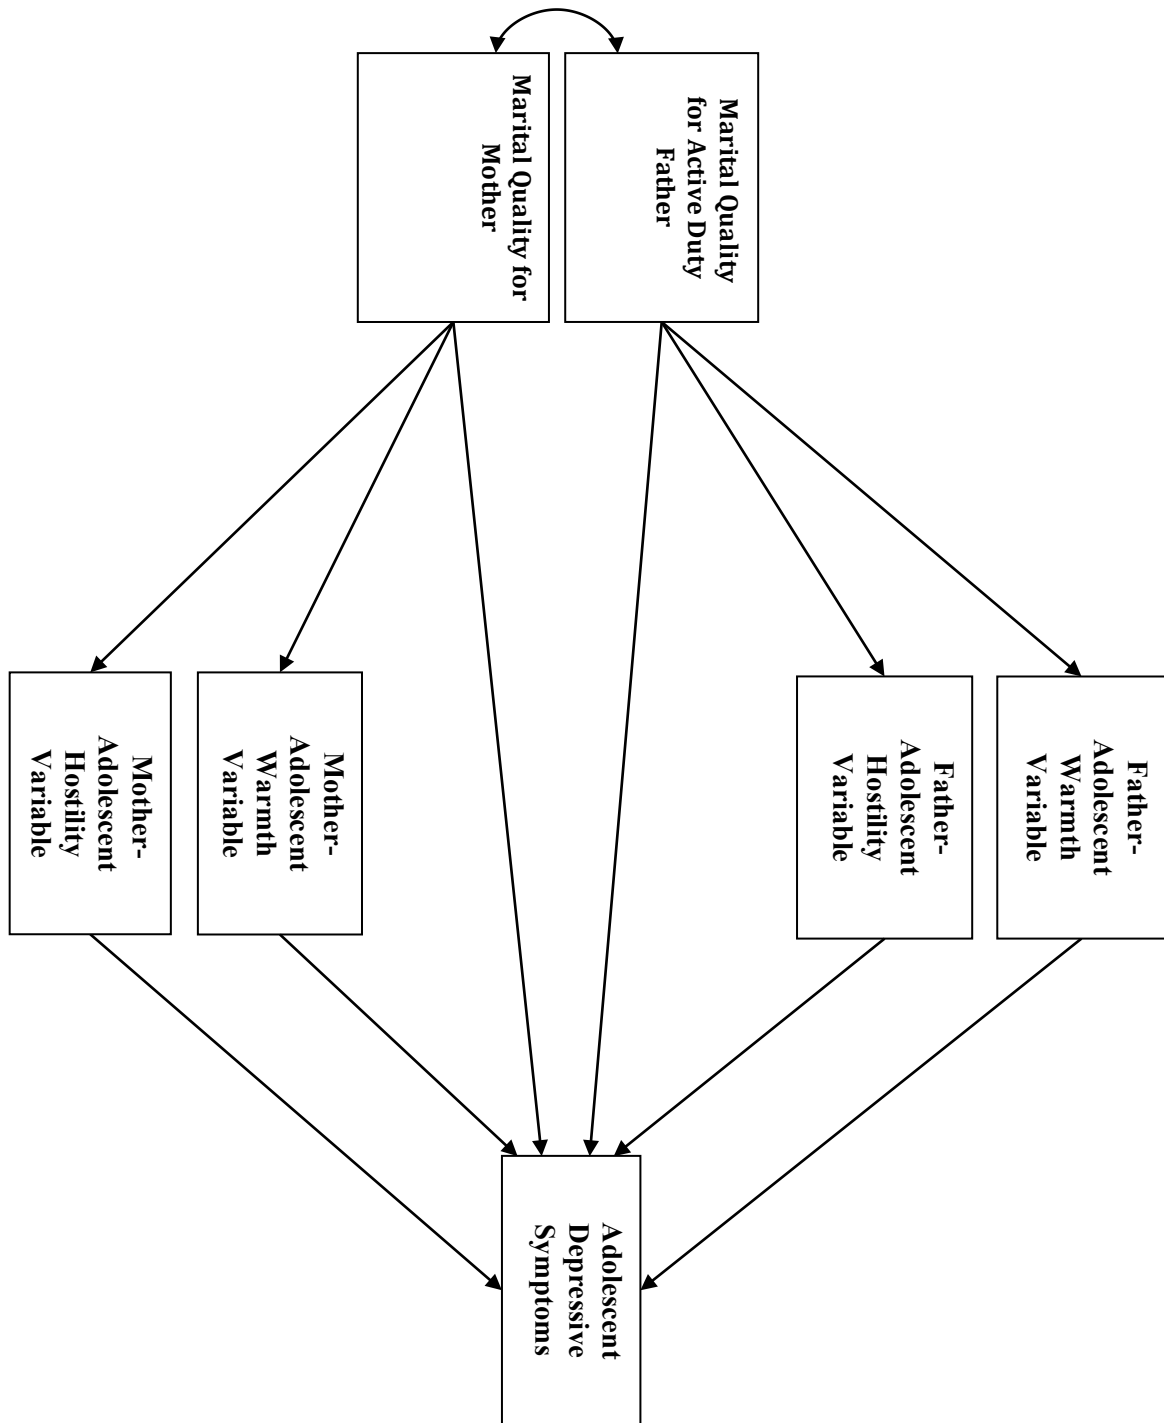 Marital Quality
for Active Duty
Father
Marital Quality for
Mother
Father-
Adolescent
Warmth
Variable
Father-
Adolescent
Hostility
Variable
Mother-
Adolescent
Warmth
Variable
Mother-
Adolescent
Hostility
Variable
Adolescent
Depressive
Symptoms